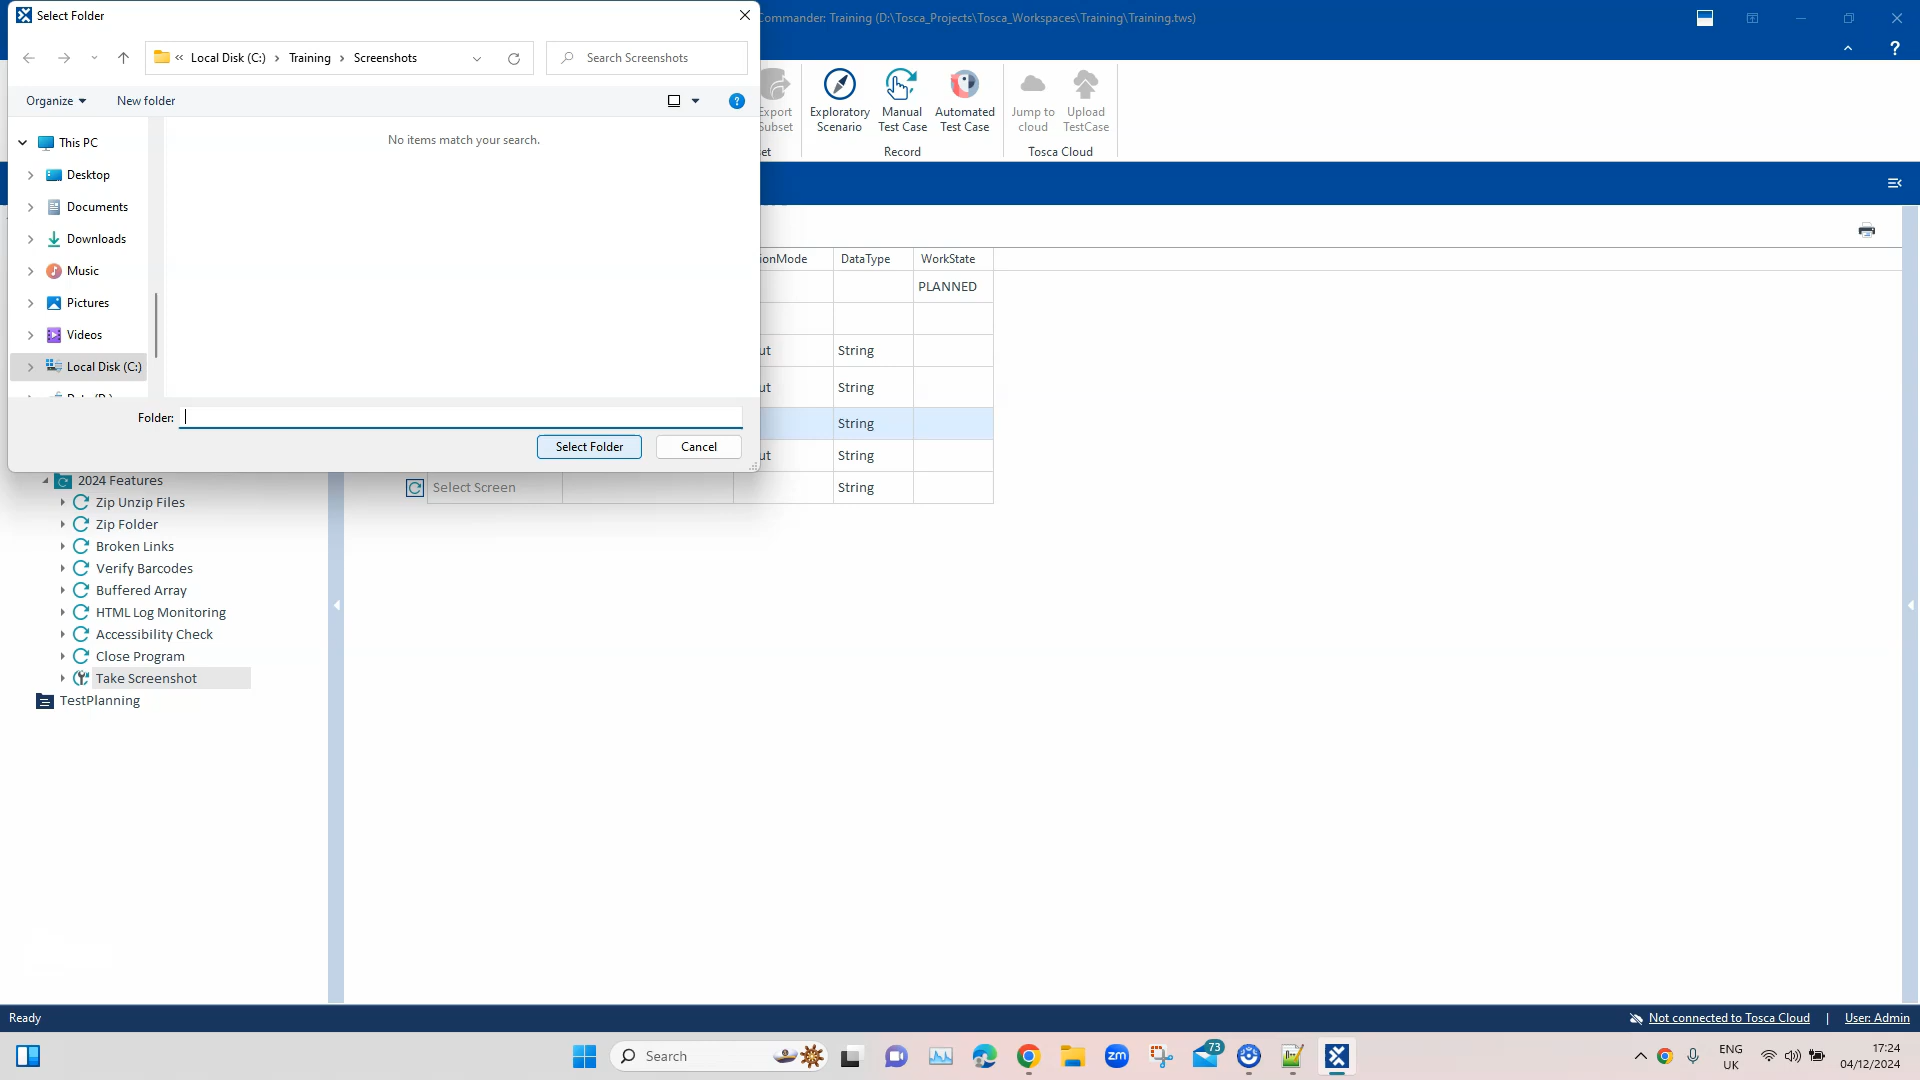 Select Folder
Commander: Training (D:\Tosca_Projects\Tosca_Workspaces\Training\Training.tws)
« Local Disk (C:) > Training > Screenshots
Search Screenshots
Organize
New folder
This PC
Desktop
Documents
Downloads
Music
Pictures
Videos
Local Disk (C:)
No items match your search.
Folder:
Select Folder
Cancel
Export Subset
Exploratory Scenario
Manual Test Case
Automated Test Case
Jump to cloud
Upload TestCase
et
Record
Tosca Cloud
ionMode DataType WorkState
PLANNED
ut String
ut String
String
ut String
Select Screen String
2024 Features
Zip Unzip Files
Zip Folder
Broken Links
Verify Barcodes
Buffered Array
HTML Log Monitoring
Accessibility Check
Close Program
Take Screenshot
TestPlanning
Ready
Not connected to Tosca Cloud | User: Admin
Search
zm
73
ENG
UK
17:24
04/12/2024